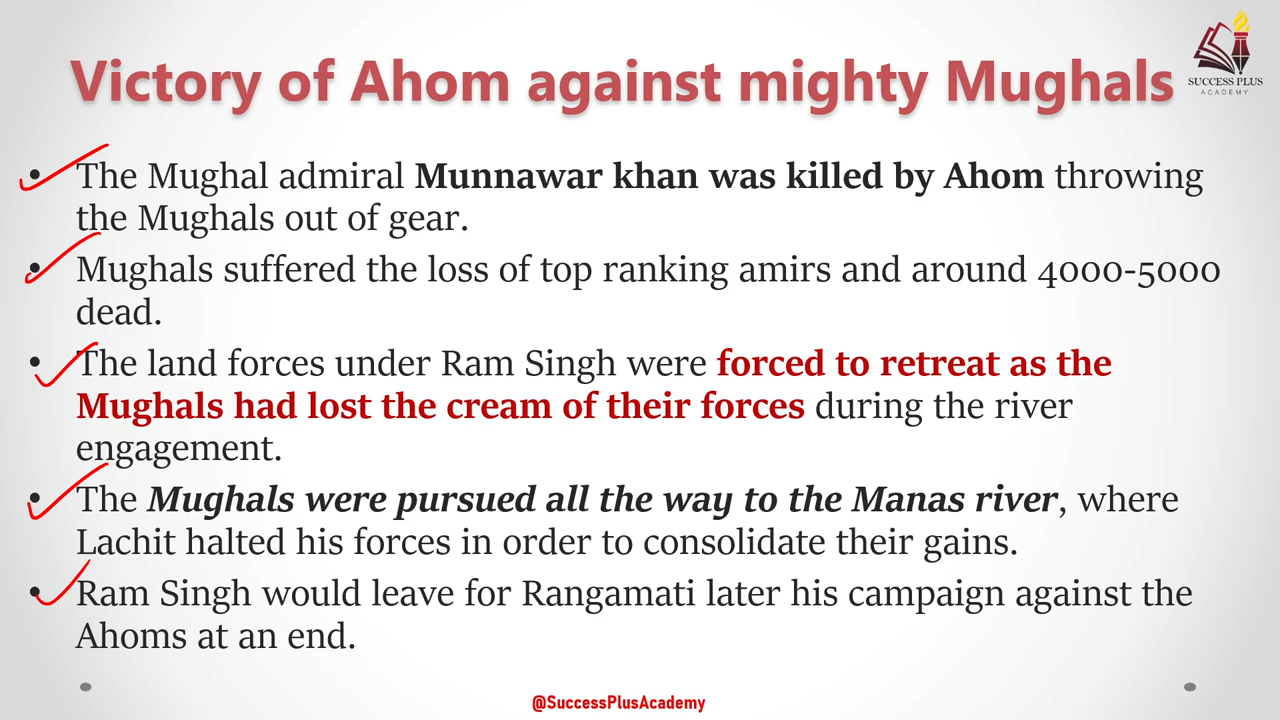 Victory of Ahom against mighty Mughals
SUCCESS PLUS
ACADEMY
• The Mughal admiral Munnawar khan was killed by Ahom throwing
the Mughals out of gear.
• Mughals suffered the loss of top ranking amirs and around 4000-5000
dead.
• The land forces under Ram Singh were forced to retreat as the
Mughals had lost the cream of their forces during the river
engagement.
• The Mughals were pursued all the way to the Manas river, where
Lachit halted his forces in order to consolidate their gains.
• Ram Singh would leave for Rangamati later his campaign against the
Ahoms at an end.
@SuccessPlusAcademy